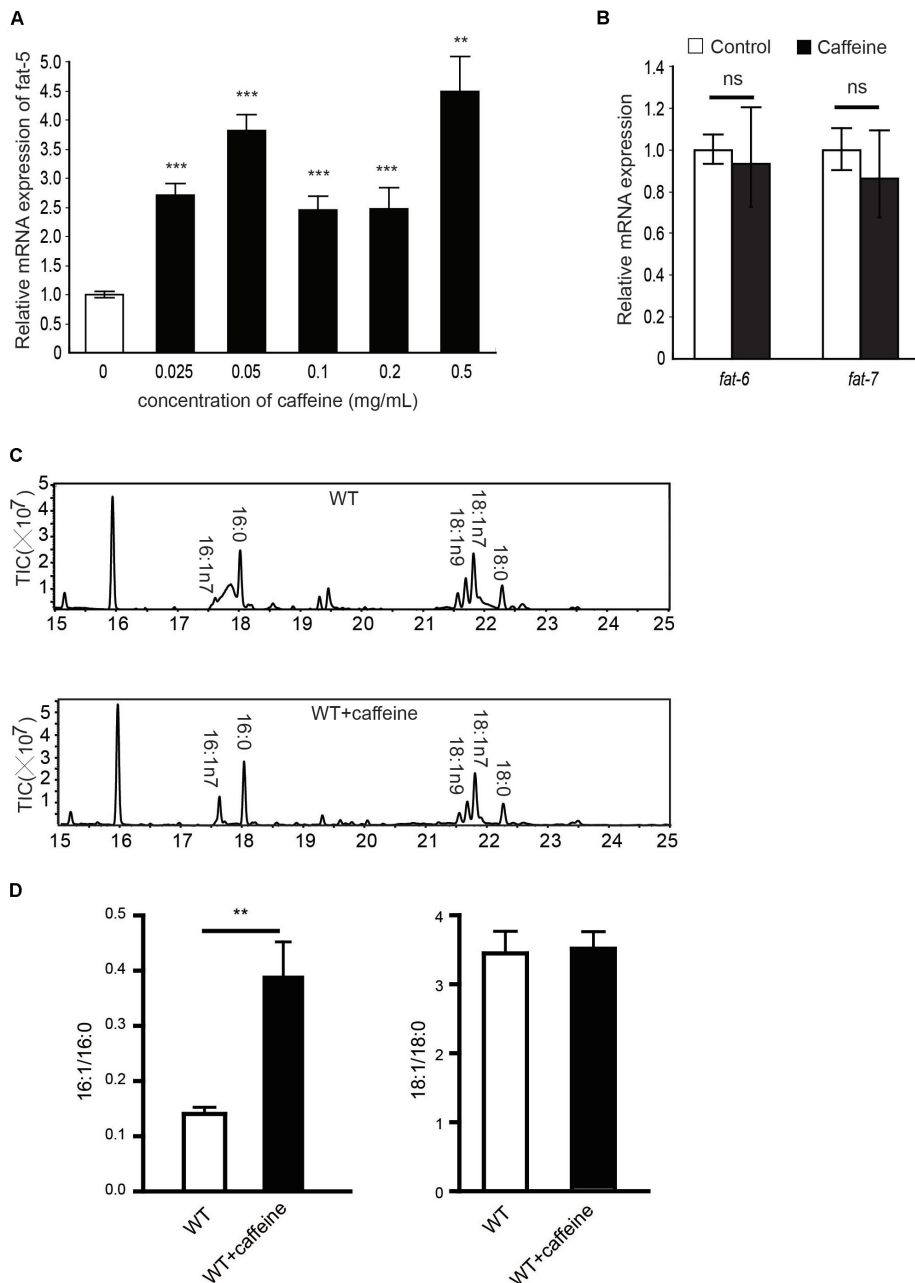 A
Relative mRNA expression of fat-5
5.0
4.5
4.0
3.5
3.0
2.5
2.0
1.5
1.0
0.5
0
***
***
***
***
**
0 0.025 0.05 0.1 0.2 0.5
concentration of caffeine (mg/mL)
B
Control Caffeine
Relative mRNA expression
1.4
1.2
1.0
0.8
0.6
0.4
0.2
0
ns
ns
fat-6 fat-7
C
TIC(×10⁷)
5
4
3
2
1
WT
16:1n7
16:0
18:1n9
18:1n7
18:0
15 16 17 18 19 20 21 22 23 24 25
TIC(×10⁷)
5
4
3
2
1
WT+caffeine
16:1n7
16:0
18:1n9
18:1n7
18:0
15 16 17 18 19 20 21 22 23 24 25
D
16:1/16:0
0.5
0.4
0.3
0.2
0.1
0.0
**
WT
WT+caffeine
18:1/18:0
4
3
2
1
0
WT
WT+caffeine